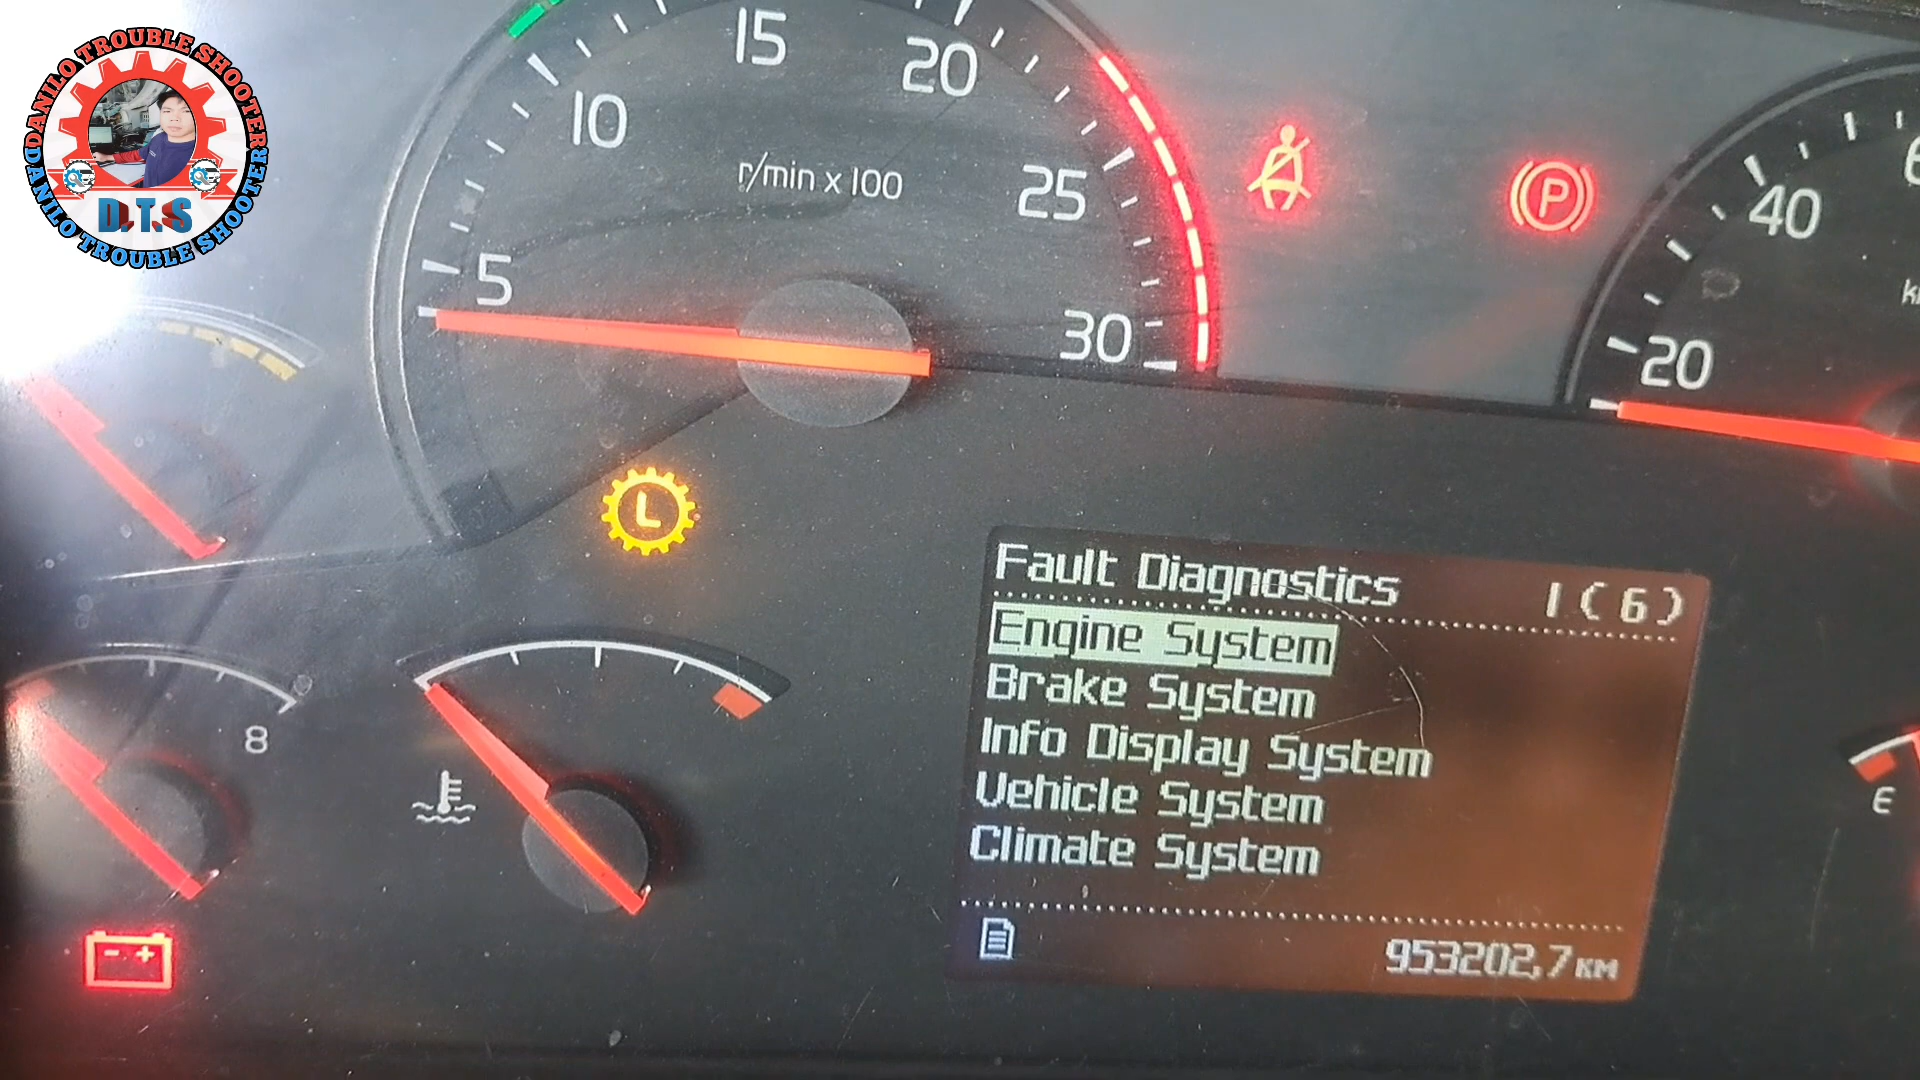 DANILO TROUBLE SHOOTER
D.T.S
DANILO TROUBLE SHOOTER
5
10
15
20
25
30
r/min x 100
20
40
L
P
8
- +
E
Fault Diagnostics 1(6)
Engine System
Brake System
Info Display System
Vehicle System
Climate System
953202,7 KM